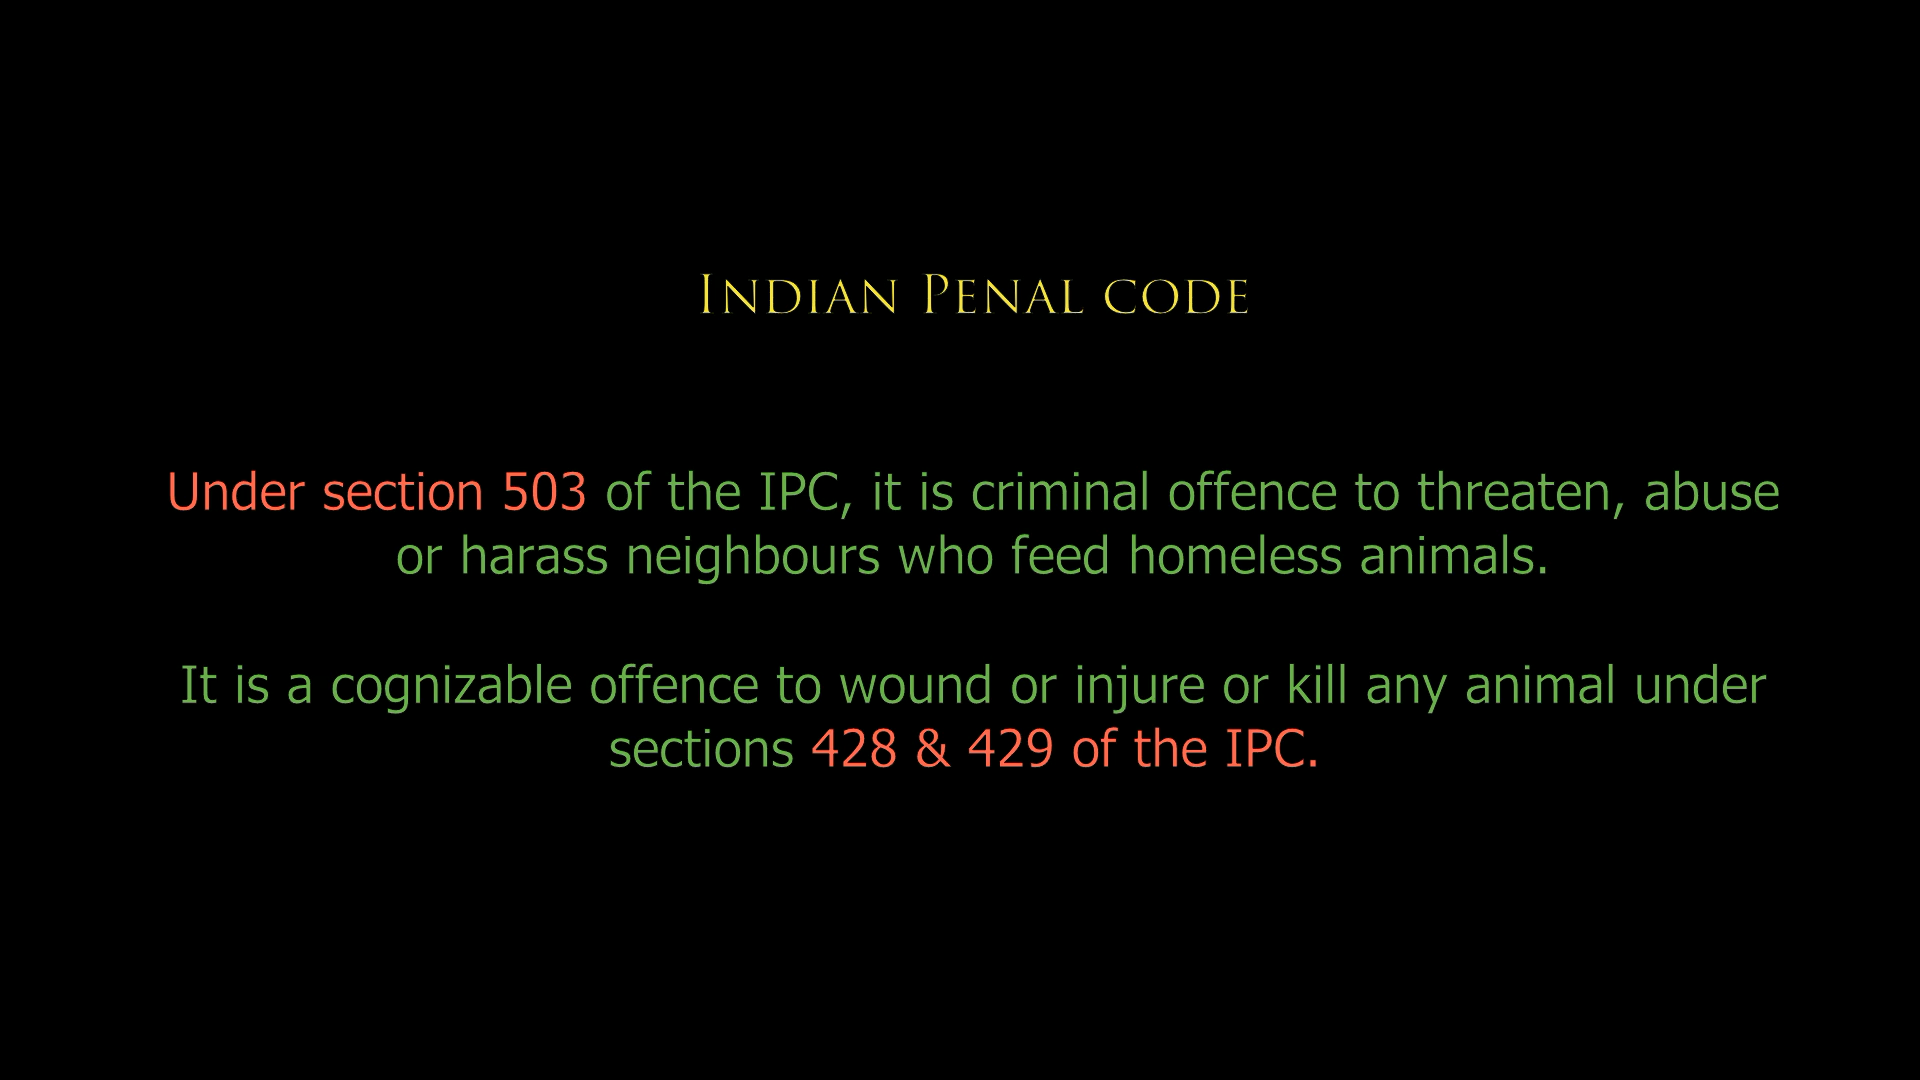 Indian Penal code
Under section 503 of the IPC, it is criminal offence to threaten, abuse
or harass neighbours who feed homeless animals.
It is a cognizable offence to wound or injure or kill any animal under
sections 428 & 429 of the IPC.